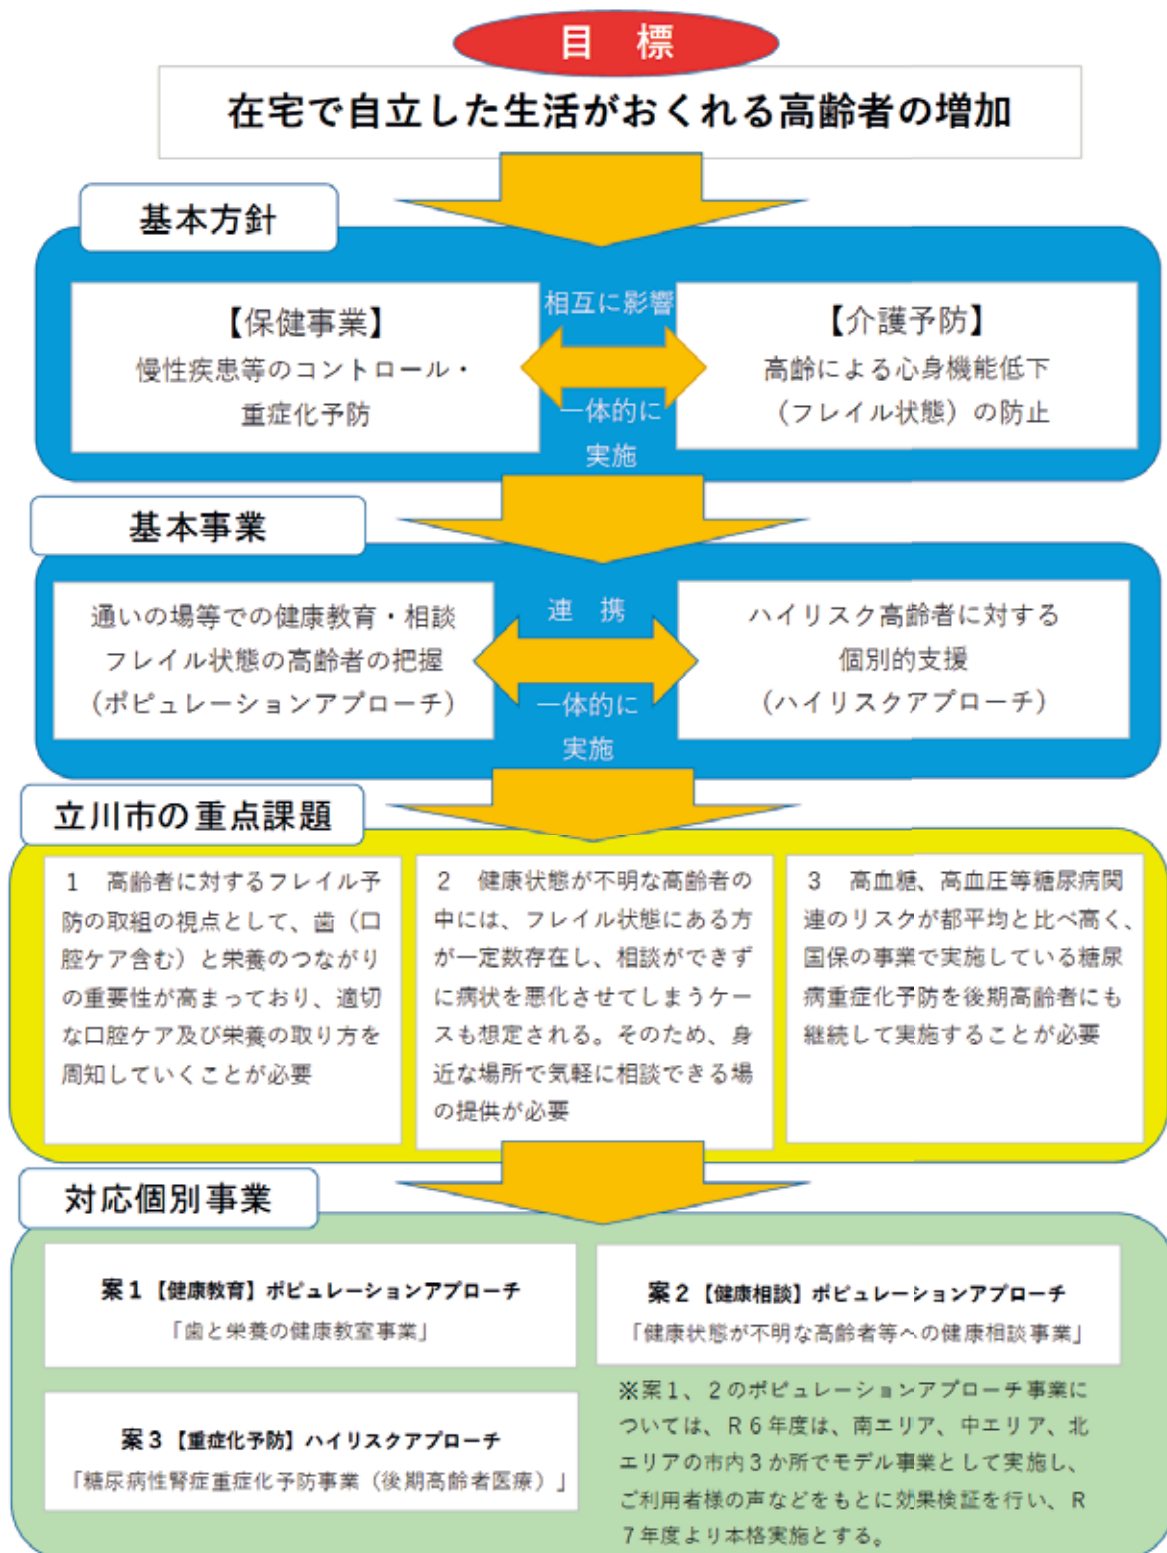 目 標
在宅で自立した生活がおくれる高齢者の増加
基本方針
【保健事業】
慢性疾患等のコントロール・
重症化予防
相互に影響
一体的に
実施
【介護予防】
高齢による心身機能低下
（フレイル状態）の防止
基本事業
通いの場等での健康教育・相談
フレイル状態の高齢者の把握
（ポピュレーションアプローチ）
連 携
一体的に
実施
ハイリスク高齢者に対する
個別的支援
（ハイリスクアプローチ）
立川市の重点課題
1 高齢者に対するフレイル予
防の取組の視点として、歯（口
腔ケア含む）と栄養のつながり
の重要性が高まっており、適切
な口腔ケア及び栄養の取り方を
周知していくことが必要
2 健康状態が不明な高齢者の
中には、フレイル状態にある方
が一定数存在し、相談ができず
に病状を悪化させてしまうケー
スも想定される。そのため、身
近な場所で気軽に相談できる場
の提供が必要
3 高血糖、高血圧等糖尿病関
連のリスクが都平均と比べ高く、
国保の事業で実施している糖尿
病重症化予防を後期高齢者にも
継続して実施することが必要
対応個別事業
案1【健康教育】ポピュレーションアプローチ
「歯と栄養の健康教室事業」
案2【健康相談】ポピュレーションアプローチ
「健康状態が不明な高齢者等への健康相談事業」
案3【重症化予防】ハイリスクアプローチ
「糖尿病性腎症重症化予防事業（後期高齢者医療）」
※案1、2のポピュレーションアプローチ事業に
ついては、R6年度は、南エリア、中エリア、北
エリアの市内3か所でモデル事業として実施し、
ご利用者様の声などをもとに効果検証を行い、R
7年度より本格実施とする。